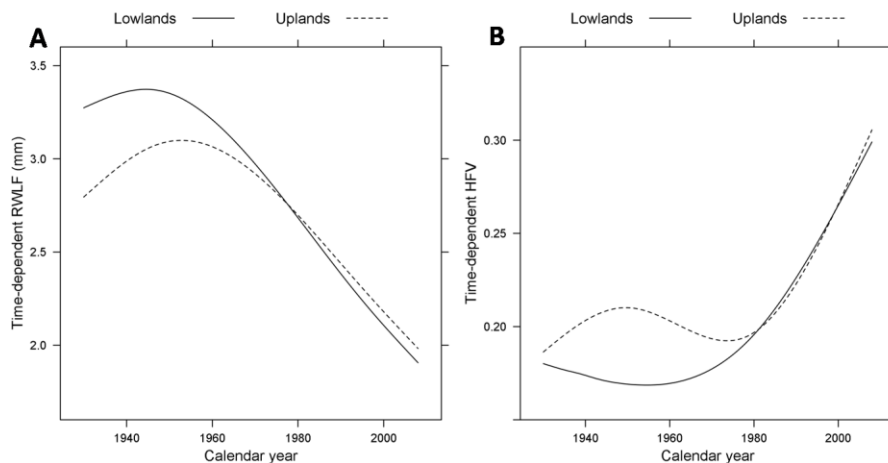 A
Lowlands Uplands
Time-dependent RWLF (mm)
3.5
3.0
2.5
2.0
1940 1960 1980 2000
Calendar year
B
Lowlands Uplands
Time-dependent HFV
0.30
0.25
0.20
1940 1960 1980 2000
Calendar year